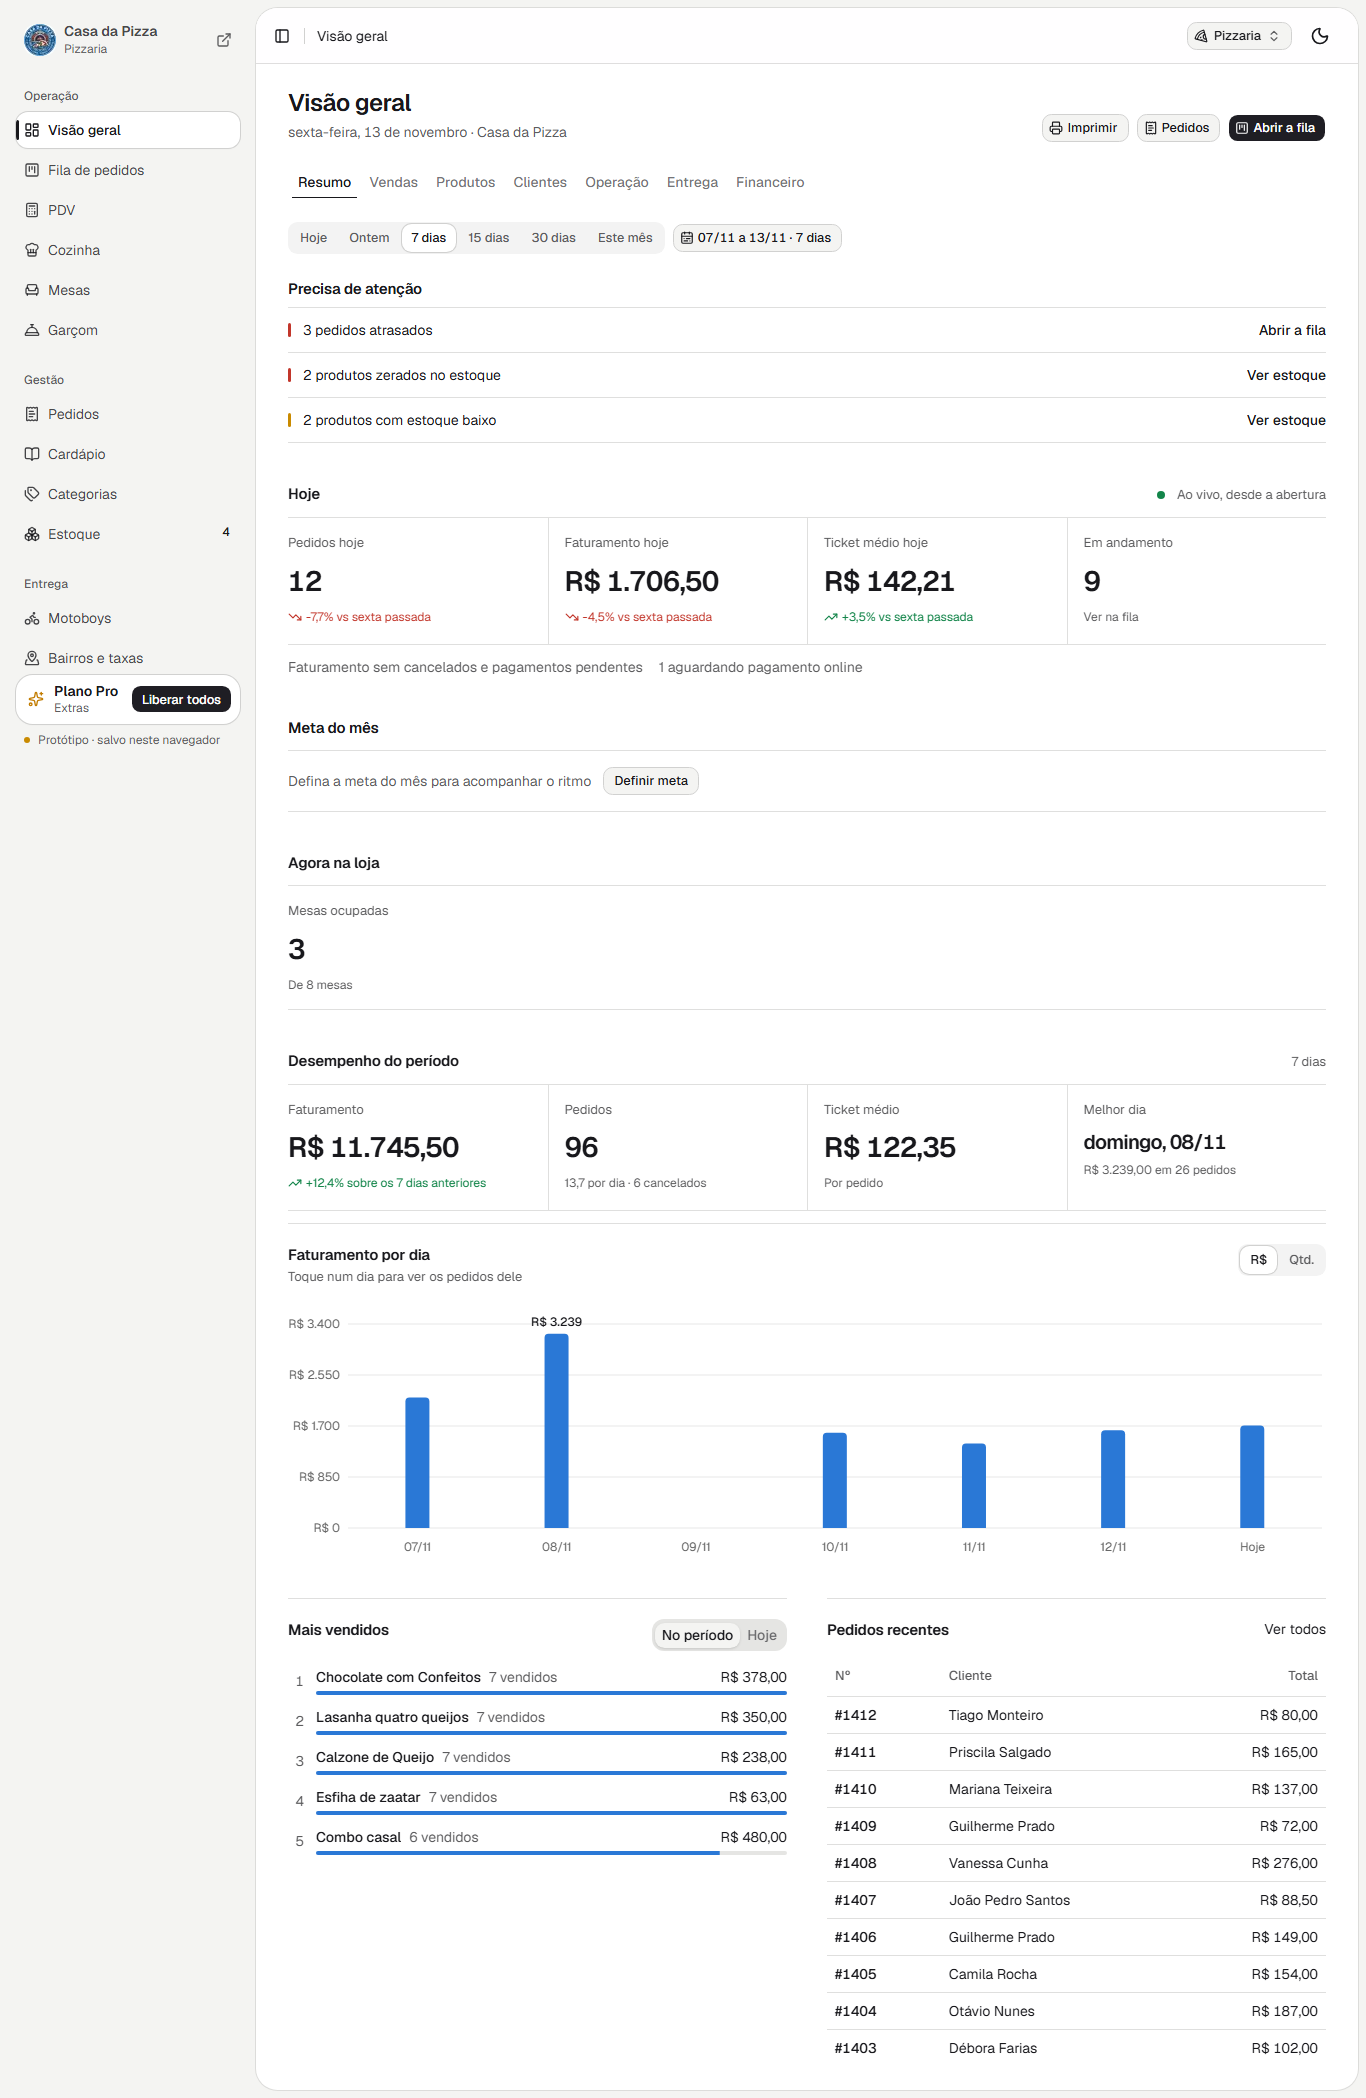 Casa da Pizza
Pizzaria
Operação
Visão geral
Fila de pedidos
PDV
Cozinha
Mesas
Garçom
Gestão
Pedidos
Cardápio
Categorias
Estoque 4
Entrega
Motoboys
Bairros e taxas
Plano Pro
Extras
Liberar todos
Protótipo · salvo neste navegador
Visão geral
Pizzaria
Visão geral
sexta-feira, 13 de novembro · Casa da Pizza
Imprimir Pedidos Abrir a fila
Resumo Vendas Produtos Clientes Operação Entrega Financeiro
Hoje Ontem 7 dias 15 dias 30 dias Este mês 07/11 a 13/11 · 7 dias
Precisa de atenção
3 pedidos atrasados Abrir a fila
2 produtos zerados no estoque Ver estoque
2 produtos com estoque baixo Ver estoque
Hoje Ao vivo, desde a abertura
Pedidos hoje Faturamento hoje Ticket médio hoje Em andamento
12 R$ 1.706,50 R$ 142,21 9
-7,7% vs sexta passada -4,5% vs sexta passada +3,5% vs sexta passada Ver na fila
Faturamento sem cancelados e pagamentos pendentes 1 aguardando pagamento online
Meta do mês
Defina a meta do mês para acompanhar o ritmo Definir meta
Agora na loja
Mesas ocupadas
3
De 8 mesas
Desempenho do período 7 dias
Faturamento Pedidos Ticket médio Melhor dia
R$ 11.745,50 96 R$ 122,35 domingo, 08/11
+12,4% sobre os 7 dias anteriores 13,7 por dia · 6 cancelados Por pedido R$ 3.239,00 em 26 pedidos
Faturamento por dia
Toque num dia para ver os pedidos dele
R$ Qtd.
R$ 3.239
R$ 3.400
R$ 2.550
R$ 1.700
R$ 850
R$ 0
07/11 08/11 09/11 10/11 11/11 12/11 Hoje
Mais vendidos No período Hoje
1 Chocolate com Confeitos 7 vendidos R$ 378,00
2 Lasanha quatro queijos 7 vendidos R$ 350,00
3 Calzone de Queijo 7 vendidos R$ 238,00
4 Esfiha de zaatar 7 vendidos R$ 63,00
5 Combo casal 6 vendidos R$ 480,00
Pedidos recentes Ver todos
Nº Cliente Total
#1412 Tiago Monteiro R$ 80,00
#1411 Priscila Salgado R$ 165,00
#1410 Mariana Teixeira R$ 137,00
#1409 Guilherme Prado R$ 72,00
#1408 Vanessa Cunha R$ 276,00
#1407 João Pedro Santos R$ 88,50
#1406 Guilherme Prado R$ 149,00
#1405 Camila Rocha R$ 154,00
#1404 Otávio Nunes R$ 187,00
#1403 Débora Farias R$ 102,00